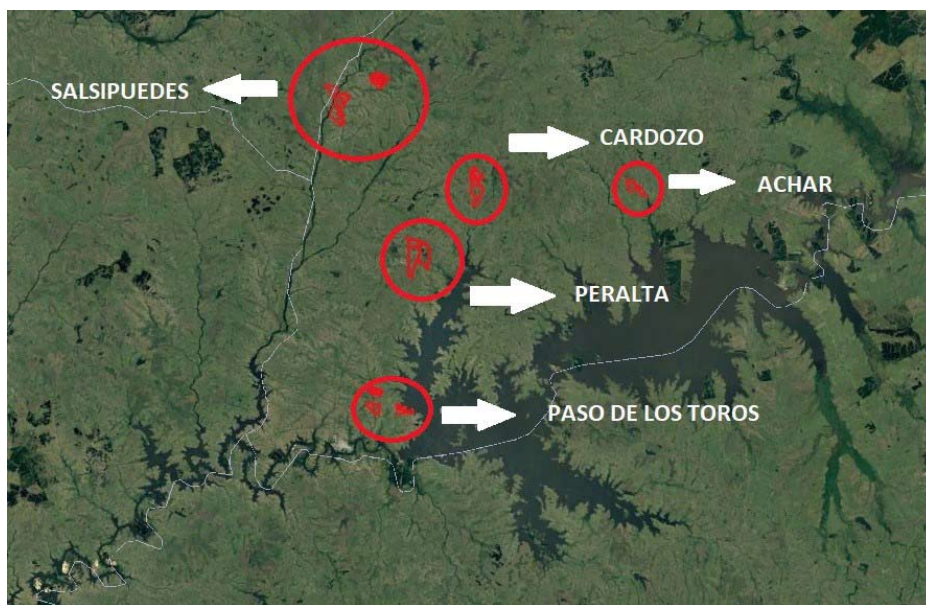 SALSIPUEDES
CARDOZO
ACHAR
PERALTA
PASO DE LOS TOROS